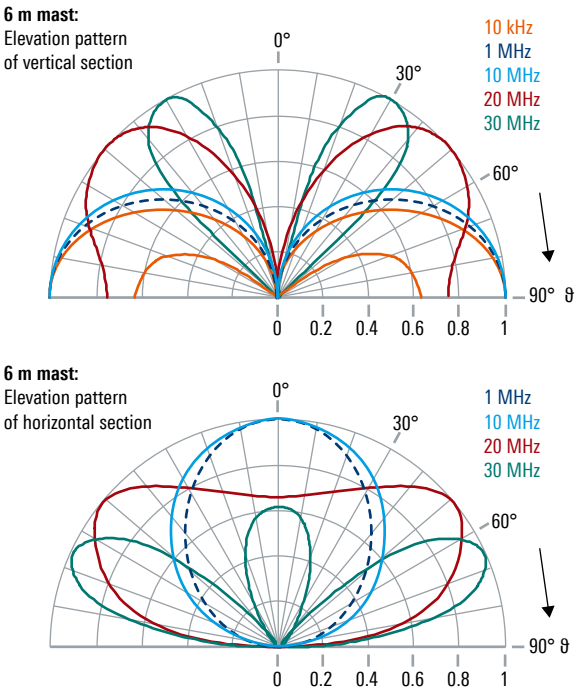 6 m mast:
Elevation pattern
of vertical section
0°
30°
60°
90° ϑ
10 kHz
1 MHz
10 MHz
20 MHz
30 MHz
0 0.2 0.4 0.6 0.8 1
6 m mast:
Elevation pattern
of horizontal section
0°
30°
60°
90° ϑ
1 MHz
10 MHz
20 MHz
30 MHz
0 0.2 0.4 0.6 0.8 1